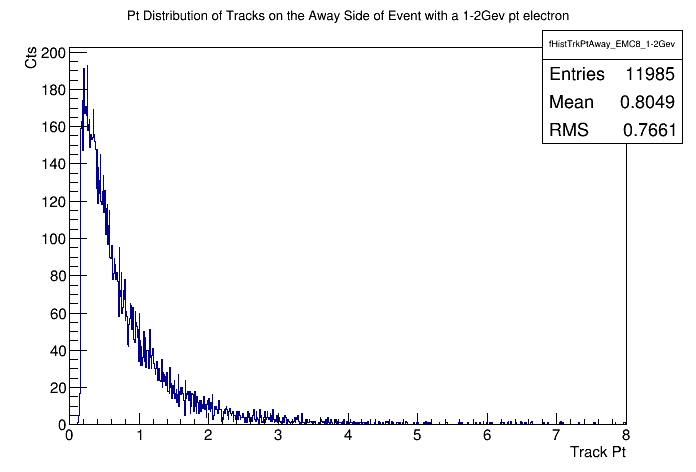 Pt Distribution of Tracks on the Away Side of Event with a 1-2Gev pt electron
fHistTrkPtAway_EMC8_1-2Gev
Entries 11985
Mean 0.8049
RMS 0.7661
Cts
200
180
160
140
120
100
80
60
40
20
0
0 1 2 3 4 5 6 7 8
Track Pt